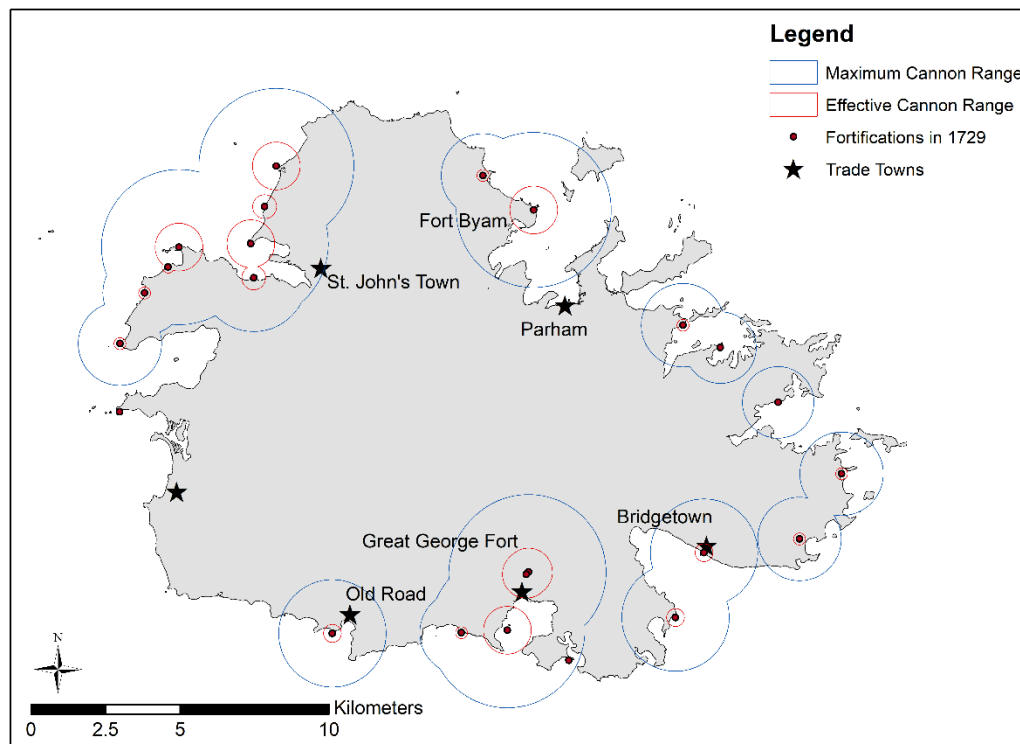 Legend
Maximum Cannon Range
Effective Cannon Range
Fortifications in 1729
Trade Towns
Fort Byam
St. John's Town
Parham
Bridgetown
Great George Fort
Old Road
N
Kilometers
0 2.5 5 10